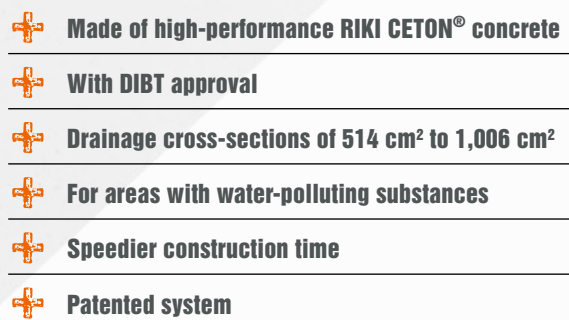 Made of high-performance RIKI CETON® concrete
With DIBT approval
Drainage cross-sections of 514 cm² to 1,006 cm²
For areas with water-polluting substances
Speedier construction time
Patented system